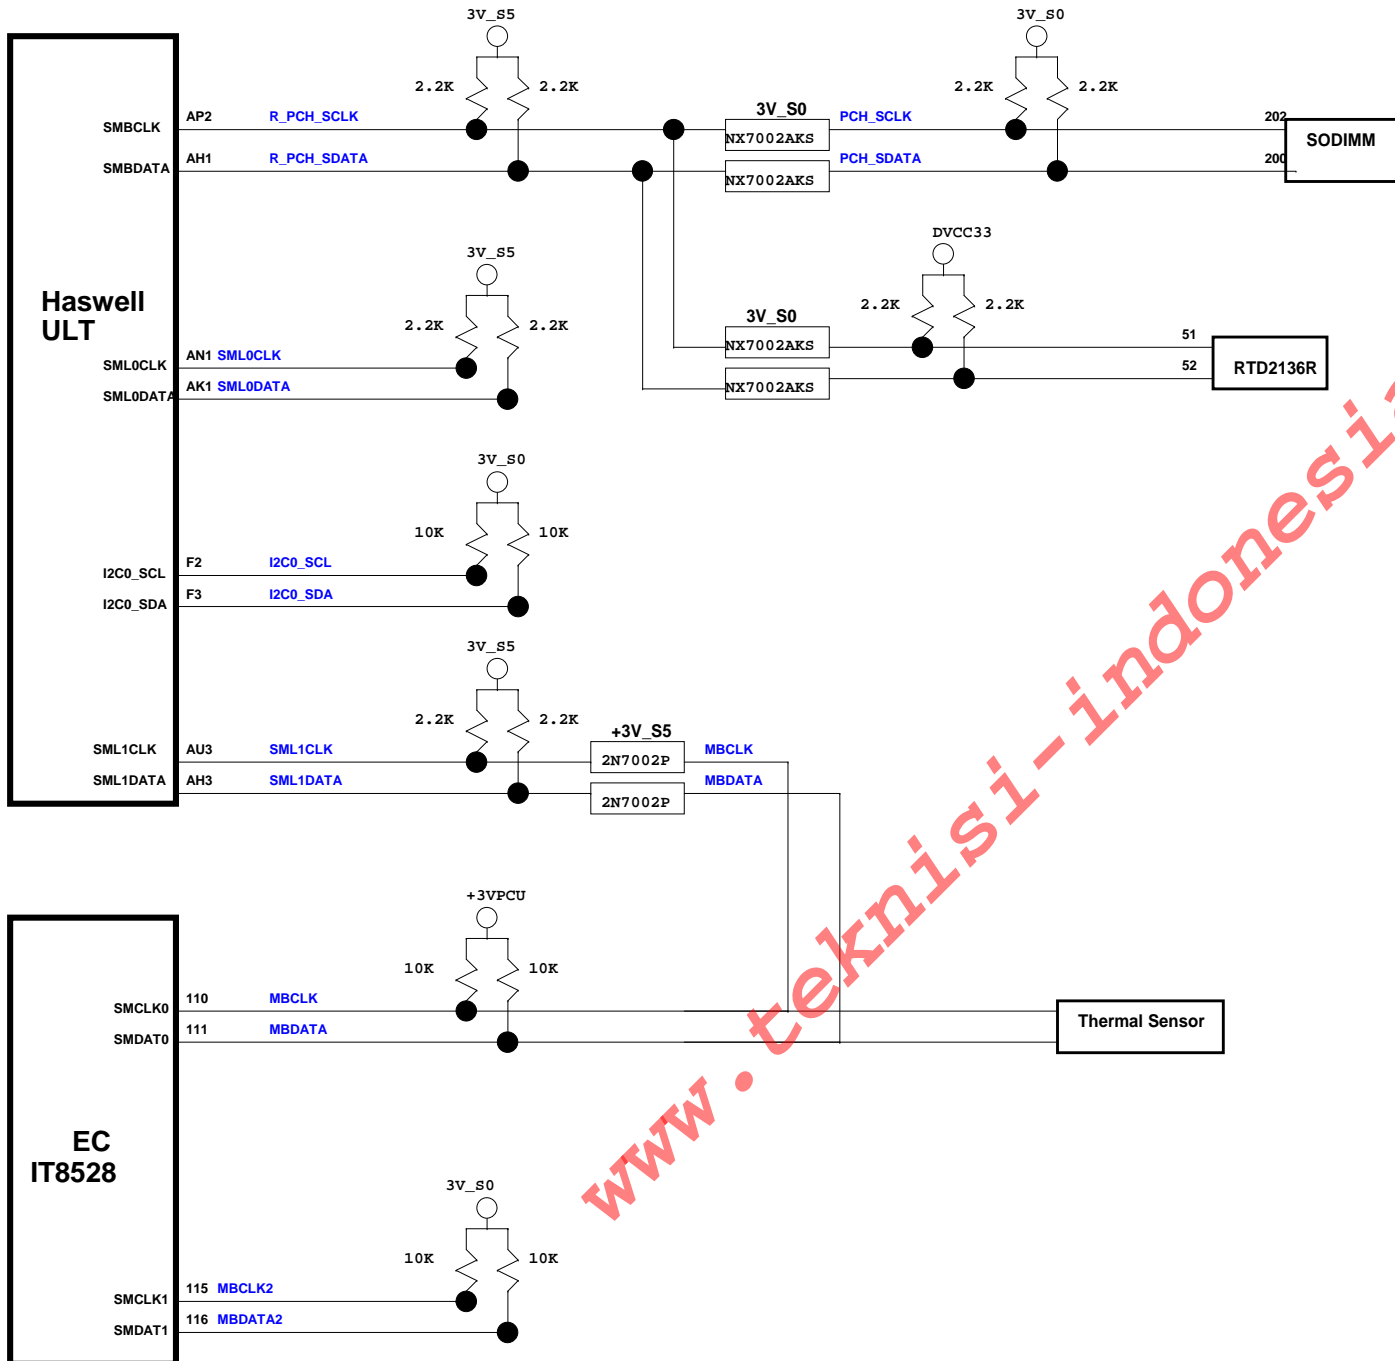 3V_S5
3V_S0
2.2K
2.2K
2.2K
2.2K
SMBCLK
AP2
R_PCH_SCLK
3V_S0
NX7002AKS
PCH_SCLK
202
SODIMM
SMBDATA
AH1
R_PCH_SDATA
NX7002AKS
PCH_SDATA
200
DVCC33
3V_S5
2.2K
2.2K
Haswell
ULT
2.2K
2.2K
3V_S0
NX7002AKS
51
RTD2136R
NX7002AKS
52
SML0CLK
AN1 SML0CLK
SML0DATA
AK1 SML0DATA
3V_S0
10K
10K
I2C0_SCL
F2
I2C0_SCL
I2C0_SDA
F3
I2C0_SDA
3V_S5
2.2K
2.2K
+3V_S5
SML1CLK
AU3
SML1CLK
2N7002P
MBCLK
SML1DATA
AH3
SML1DATA
2N7002P
MBDATA
+3VPCU
10K
10K
SMCLK0
110
MBCLK
SMDAT0
111
MBDATA
Thermal Sensor
EC
IT8528
3V_S0
10K
10K
SMCLK1
115 MBCLK2
SMDAT1
116 MBDATA2